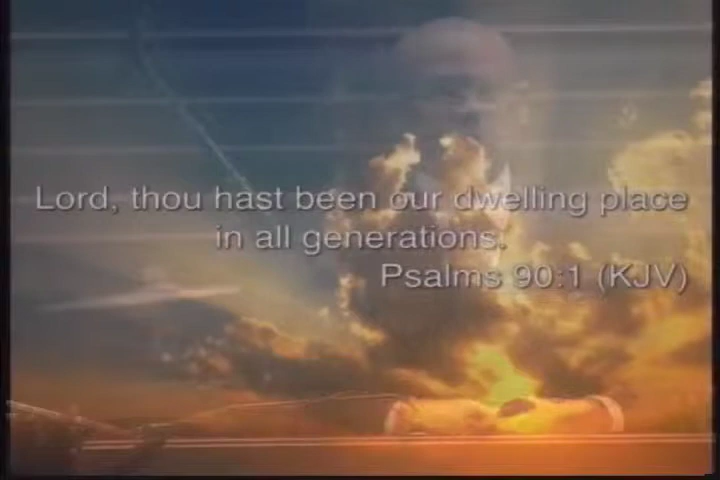 Lord, thou hast been our dwelling place
in all generations.
Psalms 90:1 (KJV)